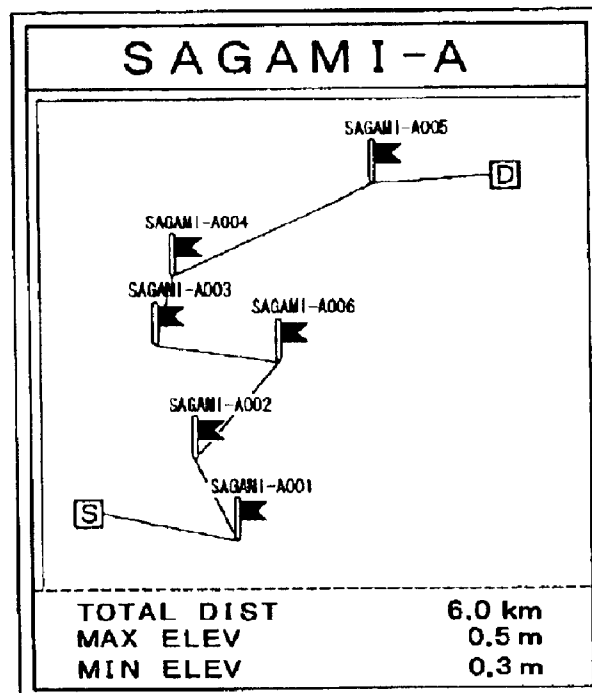 SAGAMI-A
SAGAMI-A005
D
SAGAMI-A004
SAGAMI-A003
SAGAMI-A006
SAGAMI-A002
SAGAMI-A001
S
TOTAL DIST 6.0 km
MAX ELEV 0.5 m
MIN ELEV 0.3 m